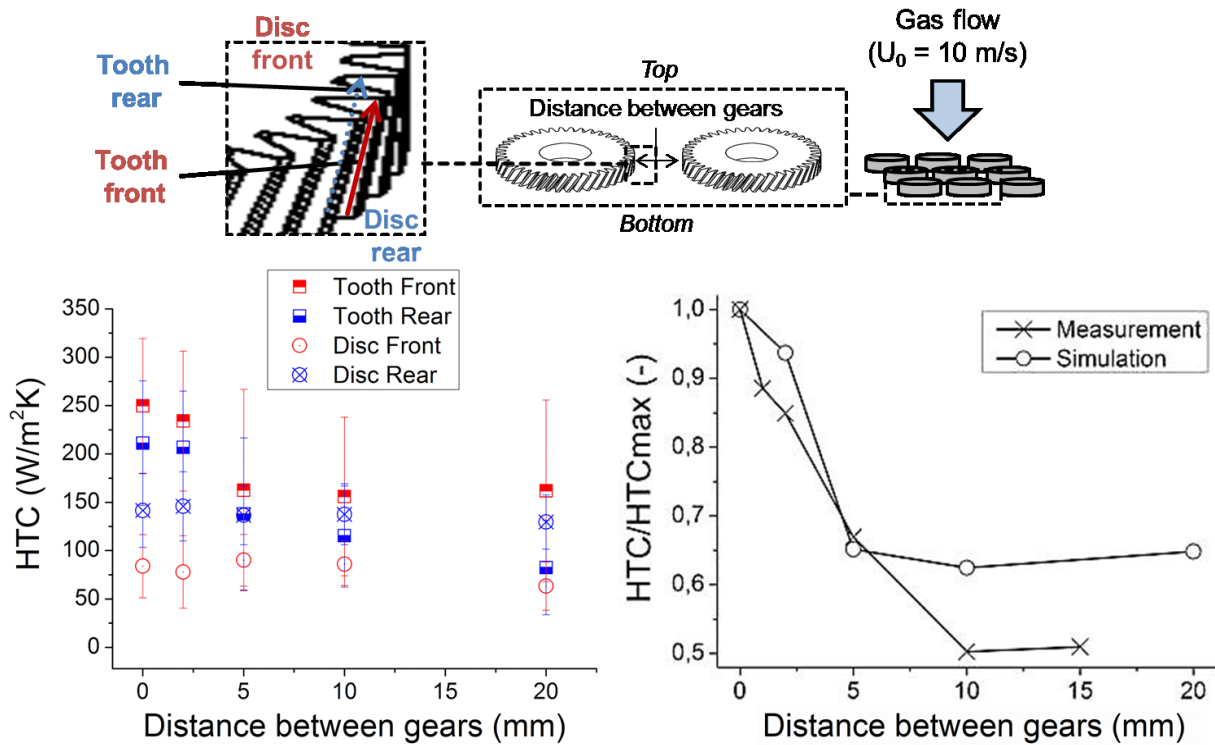 Disc
front
Tooth
rear
Tooth
front
Disc
rear
Top
Distance between gears
Bottom
Gas flow
(U₀ = 10 m/s)
Tooth Front
Tooth Rear
Disc Front
Disc Rear
HTC (W/m²K)
350
300
250
200
150
100
50
0
0
5
10
15
20
Distance between gears (mm)
Measurement
Simulation
HTC/HTCmax (-)
1,0
0,9
0,8
0,7
0,6
0,5
0
5
10
15
20
Distance between gears (mm)